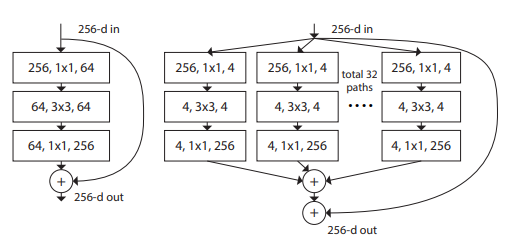 256-d in
256, 1x1, 64
64, 3x3, 64
64, 1x1, 256
+
256-d out
256-d in
256, 1x1, 4
256, 1x1, 4
total 32
paths
....
256, 1x1, 4
4, 3x3, 4
4, 3x3, 4
4, 3x3, 4
4, 1x1, 256
4, 1x1, 256
4, 1x1, 256
+
+
256-d out